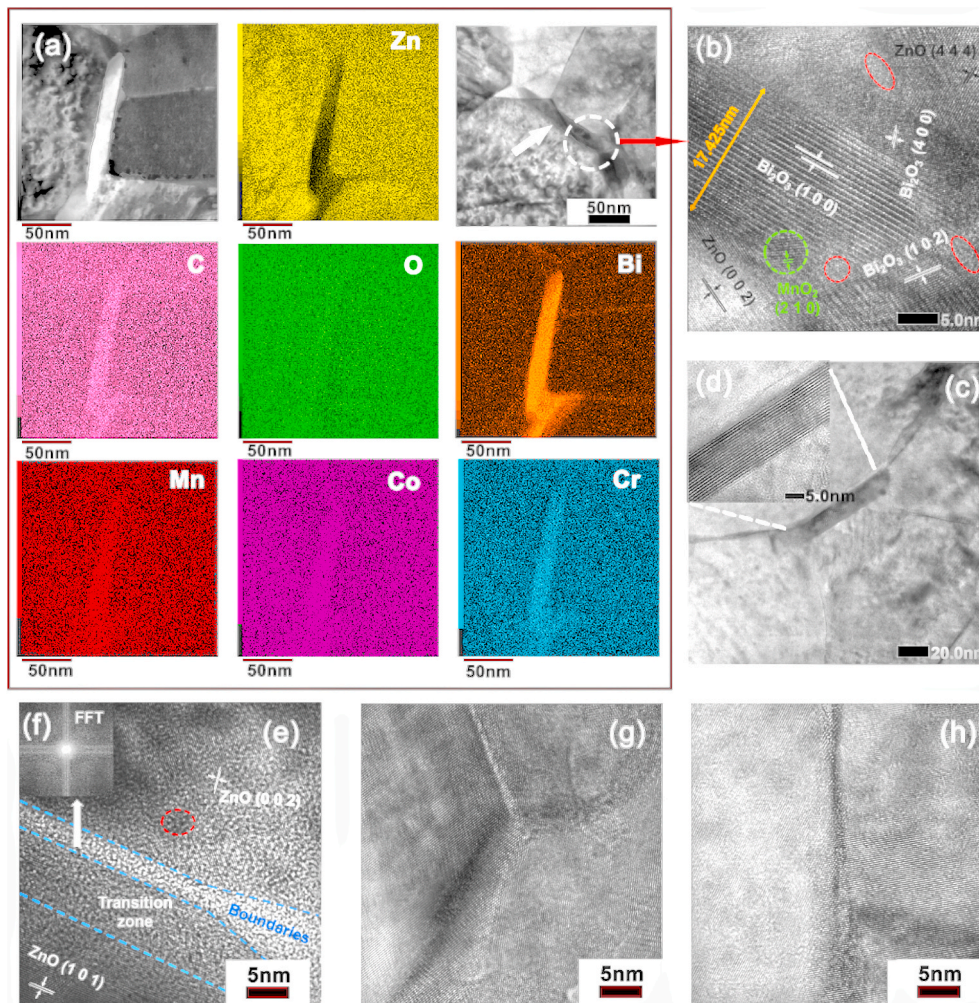 (a)
Zn
50nm
50nm
50nm
C
O
Bi
50nm
50nm
50nm
Mn
Co
Cr
50nm
50nm
50nm
(b)
ZnO (4 4 4)
17.425nm
Bi₂O₃ (4 0 0)
Bi₂O₃ (1 0 0)
Bi₂O₃ (1 0 2)
ZnO (0 0 2)
MnO₂
(2 1 0)
5.0nm
(d)
(c)
5.0nm
20.0nm
(f)
FFT
(e)
ZnO (0 0 2)
Transition
zone
Boundaries
ZnO (1 0 1)
5nm
(g)
5nm
(h)
5nm